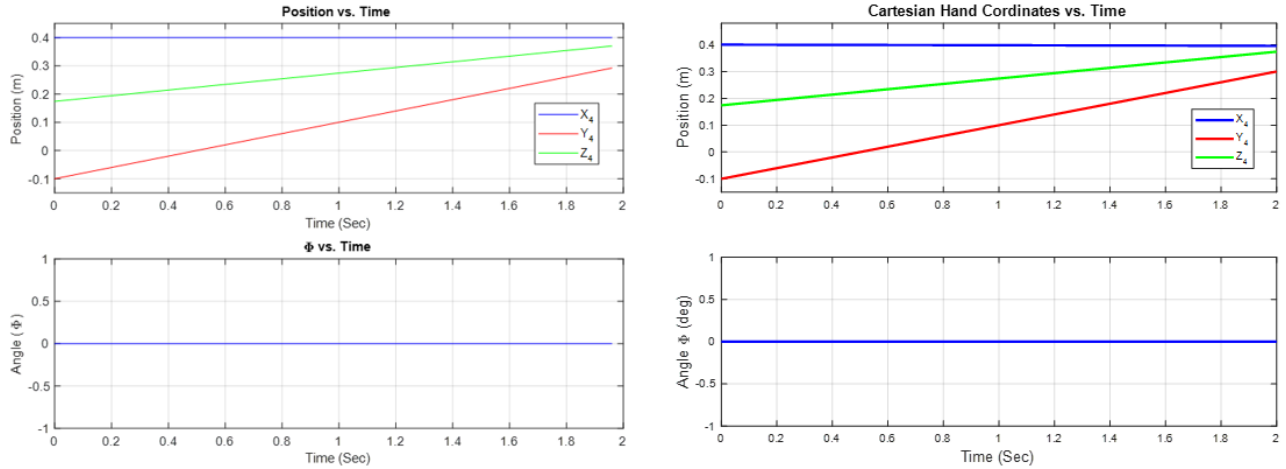 Position vs. Time
0.4
0.3
0.2
0.1
0
-0.1
Position (m)
X4
Y4
Z4
0 0.2 0.4 0.6 0.8 1 1.2 1.4 1.6 1.8 2
Time (Sec)
Φ vs. Time
1
0.5
0
-0.5
-1
Angle (Φ)
0 0.2 0.4 0.6 0.8 1 1.2 1.4 1.6 1.8 2
Time (Sec)
Cartesian Hand Cordinates vs. Time
0.4
0.3
0.2
0.1
0
-0.1
Position (m)
X4
Y4
Z4
0 0.2 0.4 0.6 0.8 1 1.2 1.4 1.6 1.8 2
1
0.5
0
-0.5
-1
Angle Φ (deg)
0 0.2 0.4 0.6 0.8 1 1.2 1.4 1.6 1.8 2
Time (Sec)